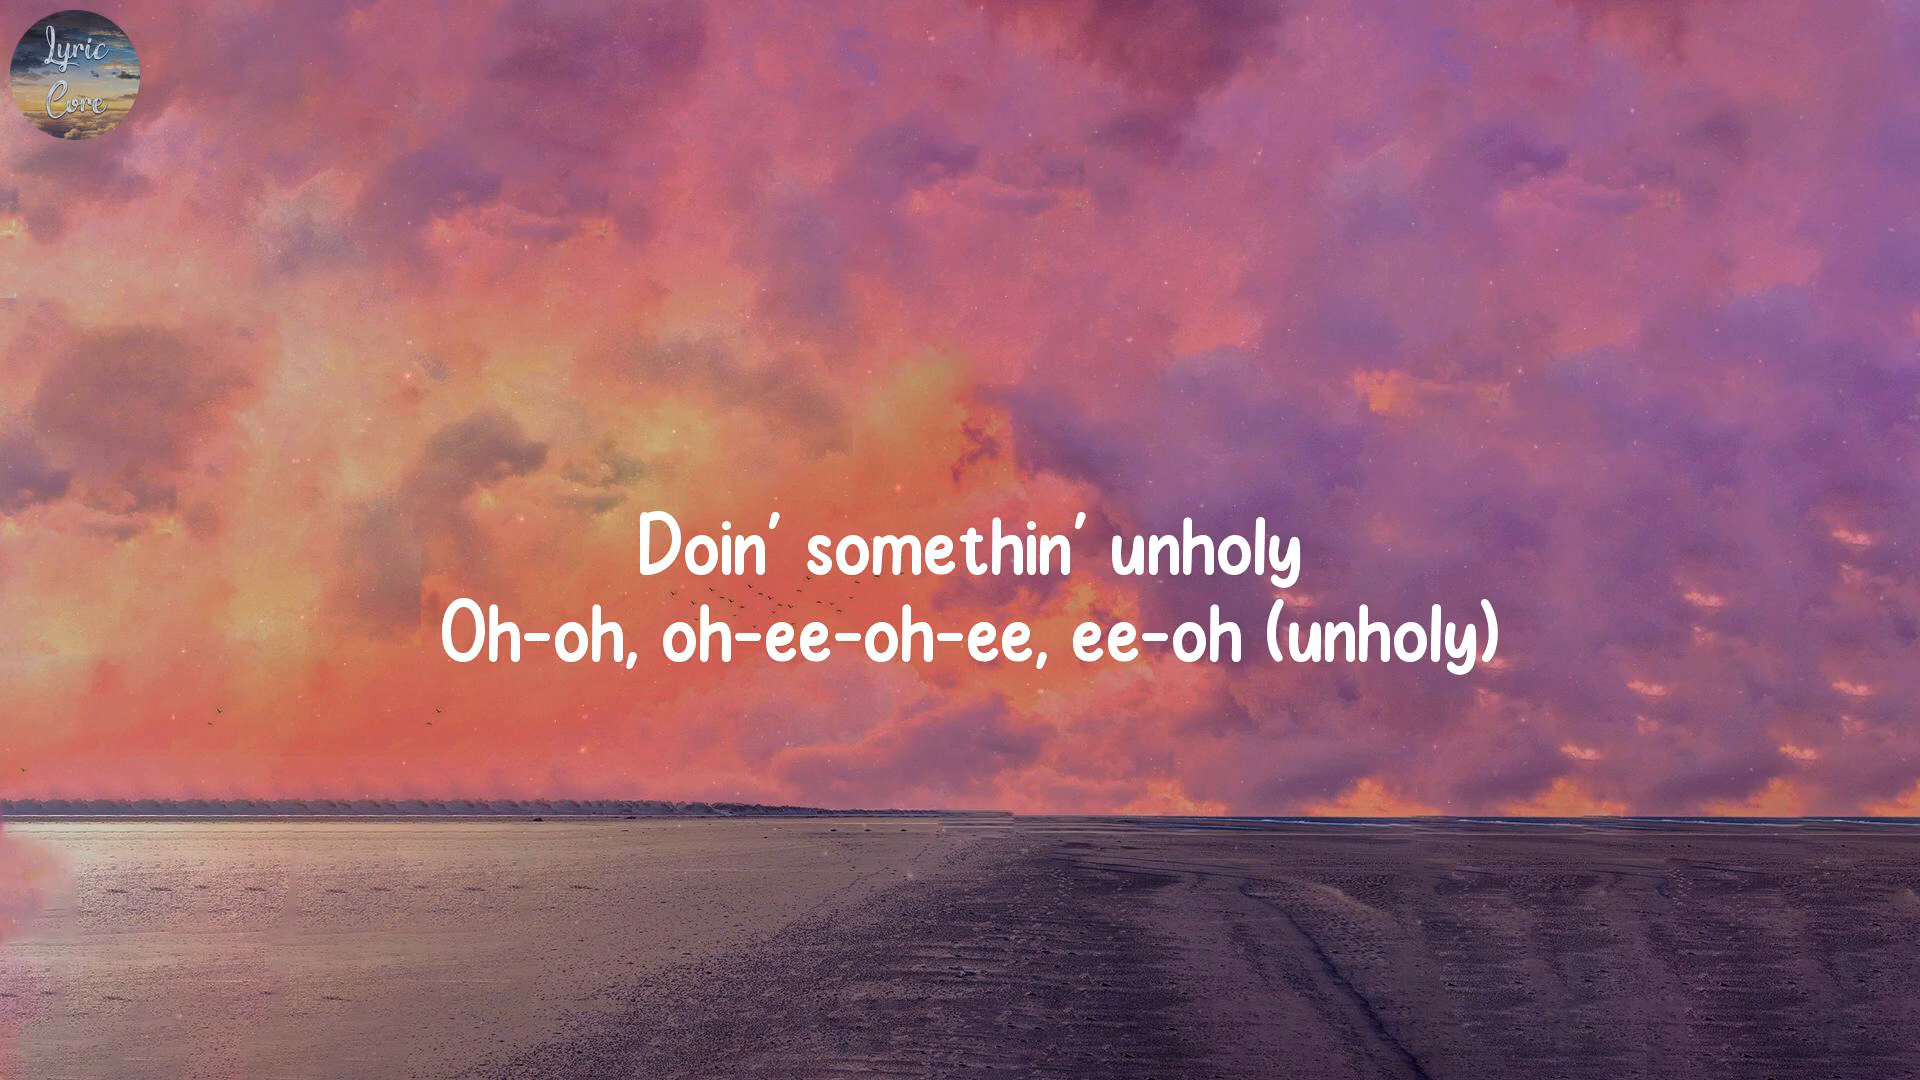 Lyric
Core
Doin' somethin' unholy
Oh-oh, oh-ee-oh-ee, ee-oh (unholy)